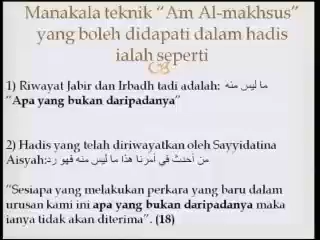 Manakala teknik “Am Al-makhsus”
yang boleh didapati dalam hadis
ialah seperti
1) Riwayat Jabir dan Irbadh tadi adalah: ما ليس منه
“Apa yang bukan daripadanya”
2) Hadis yang telah diriwayatkan oleh Sayyidatina
Aisyah:من أحدث في أمرنا هذا ما ليس منه فهو رد
“Sesiapa yang melakukan perkara yang baru dalam
urusan kami ini apa yang bukan daripadanya maka
ianya tidak akan diterima”. (18)